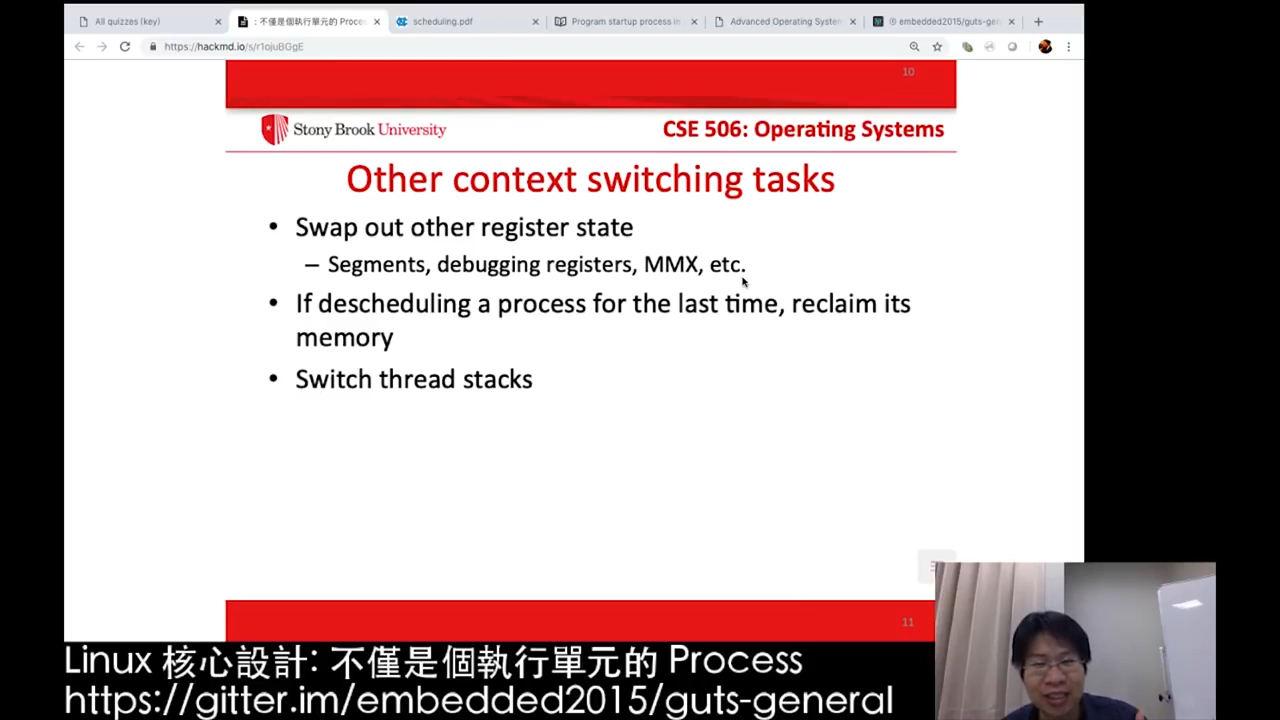 All quizzes (key)
: 不僅是個執行單元的 Proces
scheduling.pdf
Program startup process in
Advanced Operating System
embedded2015/guts-gen
https://hackmd.io/s/r1ojuBGgE
10
Stony Brook University
CSE 506: Operating Systems
Other context switching tasks
• Swap out other register state
– Segments, debugging registers, MMX, etc.
• If descheduling a process for the last time, reclaim its
memory
• Switch thread stacks
11
Linux 核心設計: 不僅是個執行單元的 Process
https://gitter.im/embedded2015/guts-general